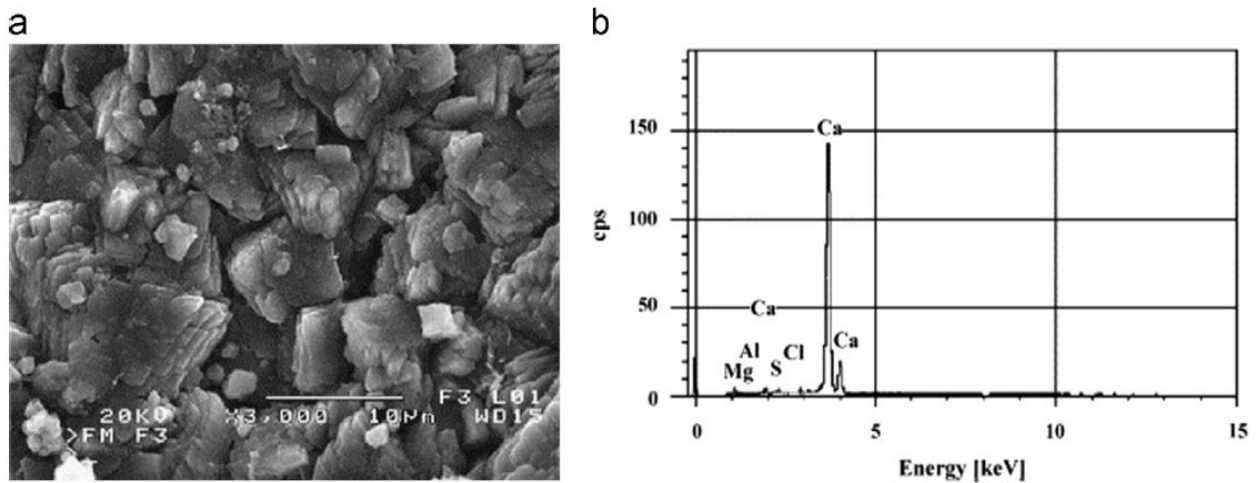 a
b
F3 L01
20KV X3,000 10μm WD15
>FM F3
cps
150
100
50
0
Ca
Ca
Ca
Al
Cl
Mg
S
0
5
10
15
Energy [keV]